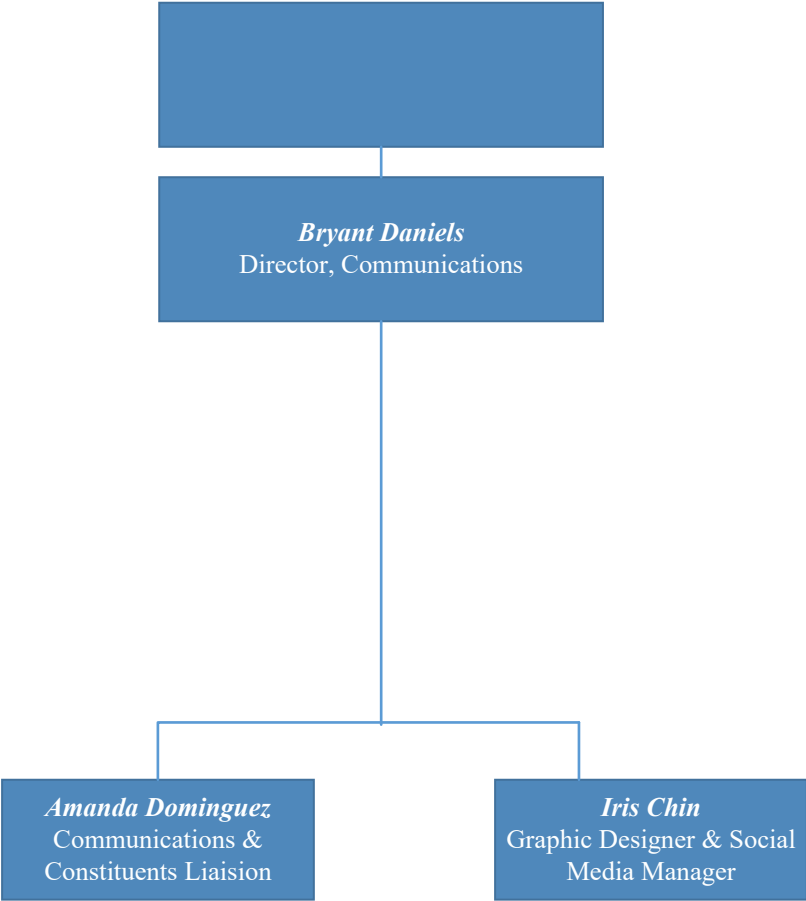 Bryant Daniels
Director, Communications
Amanda Dominguez
Communications &
Constituents Liaision
Iris Chin
Graphic Designer & Social
Media Manager